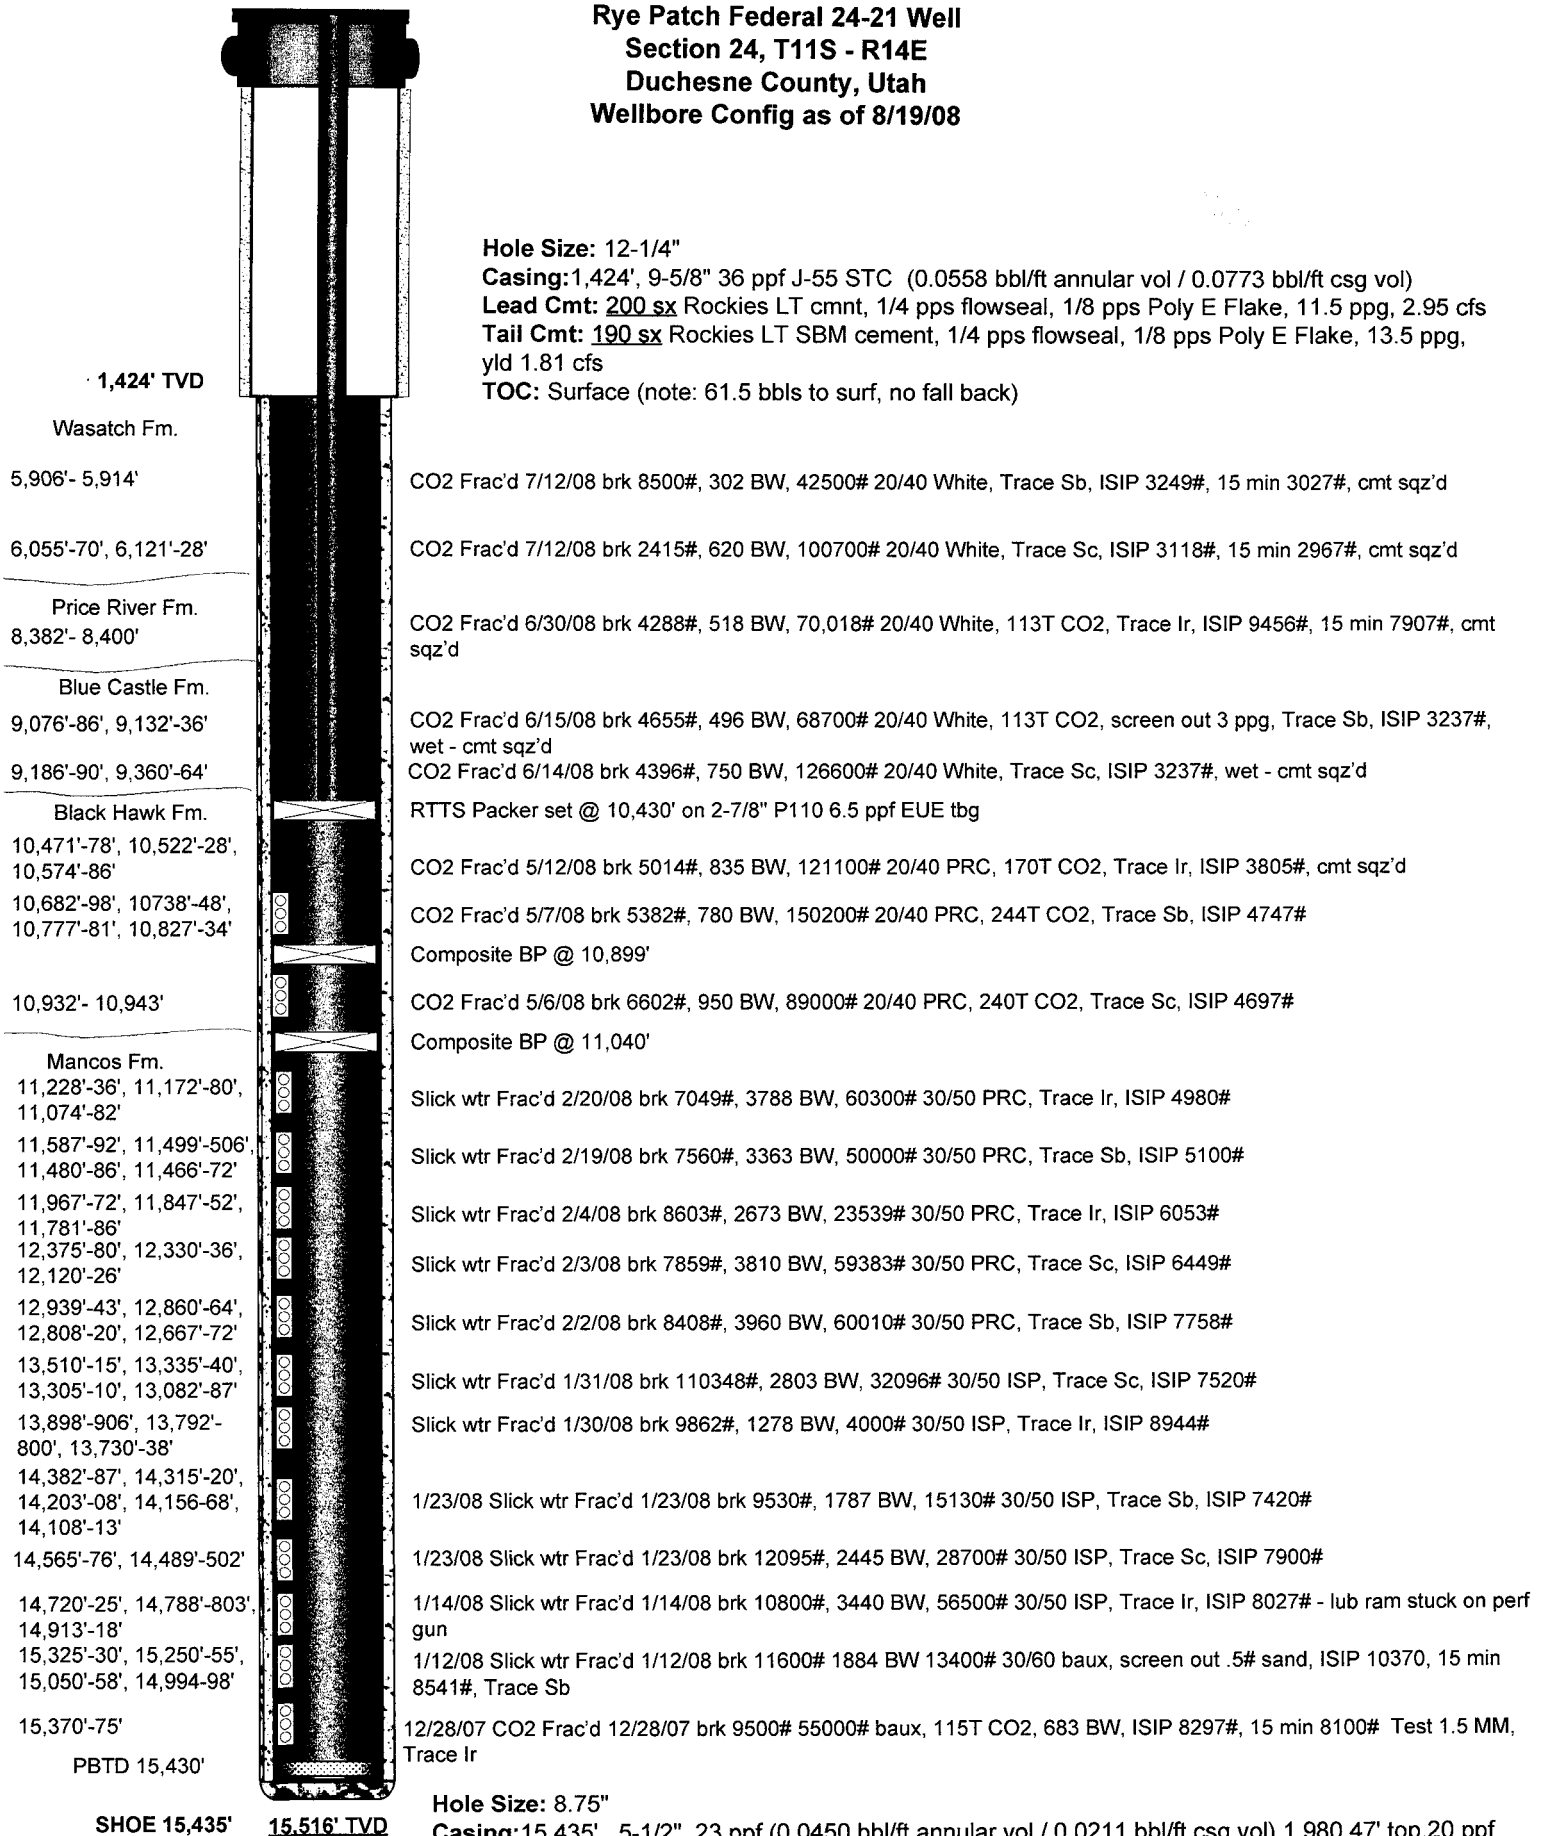 Rye Patch Federal 24-21 Well
Section 24, T11S - R14E
Duchesne County, Utah
Wellbore Config as of 8/19/08
Hole Size: 12-1/4"
Casing:1,424', 9-5/8" 36 ppf J-55 STC (0.0558 bbl/ft annular vol / 0.0773 bbl/ft csg vol)
Lead Cmt: 200 sx Rockies LT cmnt, 1/4 pps flowseal, 1/8 pps Poly E Flake, 11.5 ppg, 2.95 cfs
Tail Cmt: 190 sx Rockies LT SBM cement, 1/4 pps flowseal, 1/8 pps Poly E Flake, 13.5 ppg,
yld 1.81 cfs
TOC: Surface (note: 61.5 bbls to surf, no fall back)
1,424' TVD
Wasatch Fm.
5,906'- 5,914'
CO2 Frac'd 7/12/08 brk 8500#, 302 BW, 42500# 20/40 White, Trace Sb, ISIP 3249#, 15 min 3027#, cmt sqz'd
6,055'-70', 6,121'-28'
CO2 Frac'd 7/12/08 brk 2415#, 620 BW, 100700# 20/40 White, Trace Sc, ISIP 3118#, 15 min 2967#, cmt sqz'd
Price River Fm.
8,382'- 8,400'
CO2 Frac'd 6/30/08 brk 4288#, 518 BW, 70,018# 20/40 White, 113T CO2, Trace Ir, ISIP 9456#, 15 min 7907#, cmt
sqz'd
Blue Castle Fm.
9,076'-86', 9,132'-36'
CO2 Frac'd 6/15/08 brk 4655#, 496 BW, 68700# 20/40 White, 113T CO2, screen out 3 ppg, Trace Sb, ISIP 3237#,
wet - cmt sqz'd
9,186'-90', 9,360'-64'
CO2 Frac'd 6/14/08 brk 4396#, 750 BW, 126600# 20/40 White, Trace Sc, ISIP 3237#, wet - cmt sqz'd
Black Hawk Fm.
RTTS Packer set @ 10,430' on 2-7/8" P110 6.5 ppf EUE tbg
10,471'-78', 10,522'-28',
10,574'-86'
CO2 Frac'd 5/12/08 brk 5014#, 835 BW, 121100# 20/40 PRC, 170T CO2, Trace Ir, ISIP 3805#, cmt sqz'd
10,682'-98', 10738'-48',
10,777'-81', 10,827'-34'
CO2 Frac'd 5/7/08 brk 5382#, 780 BW, 150200# 20/40 PRC, 244T CO2, Trace Sb, ISIP 4747#
Composite BP @ 10,899'
10,932'- 10,943'
CO2 Frac'd 5/6/08 brk 6602#, 950 BW, 89000# 20/40 PRC, 240T CO2, Trace Sc, ISIP 4697#
Composite BP @ 11,040'
Mancos Fm.
11,228'-36', 11,172'-80',
11,074'-82'
Slick wtr Frac'd 2/20/08 brk 7049#, 3788 BW, 60300# 30/50 PRC, Trace Ir, ISIP 4980#
11,587'-92', 11,499'-506',
11,480'-86', 11,466'-72'
Slick wtr Frac'd 2/19/08 brk 7560#, 3363 BW, 50000# 30/50 PRC, Trace Sb, ISIP 5100#
11,967'-72', 11,847'-52',
11,781'-86'
Slick wtr Frac'd 2/4/08 brk 8603#, 2673 BW, 23539# 30/50 PRC, Trace Ir, ISIP 6053#
12,375'-80', 12,330'-36',
12,120'-26'
Slick wtr Frac'd 2/3/08 brk 7859#, 3810 BW, 59383# 30/50 PRC, Trace Sc, ISIP 6449#
12,939'-43', 12,860'-64',
12,808'-20', 12,667'-72'
Slick wtr Frac'd 2/2/08 brk 8408#, 3960 BW, 60010# 30/50 PRC, Trace Sb, ISIP 7758#
13,510'-15', 13,335'-40',
13,305'-10', 13,082'-87'
Slick wtr Frac'd 1/31/08 brk 110348#, 2803 BW, 32096# 30/50 ISP, Trace Sc, ISIP 7520#
13,898'-906', 13,792'-
800', 13,730'-38'
Slick wtr Frac'd 1/30/08 brk 9862#, 1278 BW, 4000# 30/50 ISP, Trace Ir, ISIP 8944#
14,382'-87', 14,315'-20',
14,203'-08', 14,156-68',
14,108'-13'
1/23/08 Slick wtr Frac'd 1/23/08 brk 9530#, 1787 BW, 15130# 30/50 ISP, Trace Sb, ISIP 7420#
14,565'-76', 14,489'-502'
1/23/08 Slick wtr Frac'd 1/23/08 brk 12095#, 2445 BW, 28700# 30/50 ISP, Trace Sc, ISIP 7900#
14,720'-25', 14,788'-803',
14,913'-18'
1/14/08 Slick wtr Frac'd 1/14/08 brk 10800#, 3440 BW, 56500# 30/50 ISP, Trace Ir, ISIP 8027# - lub ram stuck on perf
gun
15,325'-30', 15,250'-55',
15,050'-58', 14,994-98'
1/12/08 Slick wtr Frac'd 1/12/08 brk 11600# 1884 BW 13400# 30/60 baux, screen out .5# sand, ISIP 10370, 15 min
8541#, Trace Sb
15,370'-75'
12/28/07 CO2 Frac'd 12/28/07 brk 9500# 55000# baux, 115T CO2, 683 BW, ISIP 8297#, 15 min 8100# Test 1.5 MM,
Trace Ir
PBTD 15,430'
SHOE 15,435' 15,516' TVD
Hole Size: 8.75"
Casing:15,435', 5-1/2", 23 ppf (0.0450 bbl/ft annular vol / 0.0211 bbl/ft csg vol) 1,980.47' top,20 ppf